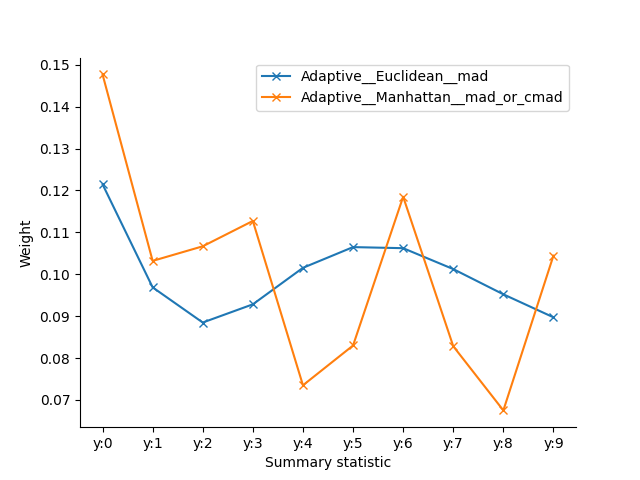 Adaptive__Euclidean__mad
Adaptive__Manhattan__mad_or_cmad
0.15
0.14
0.13
0.12
0.11
0.10
0.09
0.08
0.07
Weight
y:0 y:1 y:2 y:3 y:4 y:5 y:6 y:7 y:8 y:9
Summary statistic